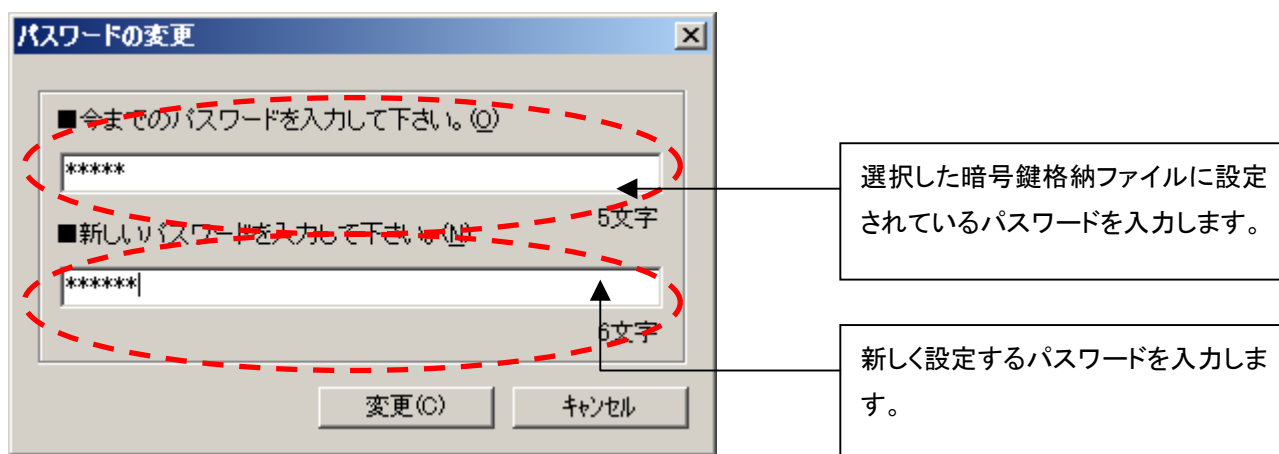 パスワードの変更
■今までのパスワードを入力して下さい。(O)
*****
5文字
■新しいパスワードを入力して下さい。(N)
******
6文字
変更(C)
キャンセル
選択した暗号鍵格納ファイルに設定
されているパスワードを入力します。
新しく設定するパスワードを入力しま
す。